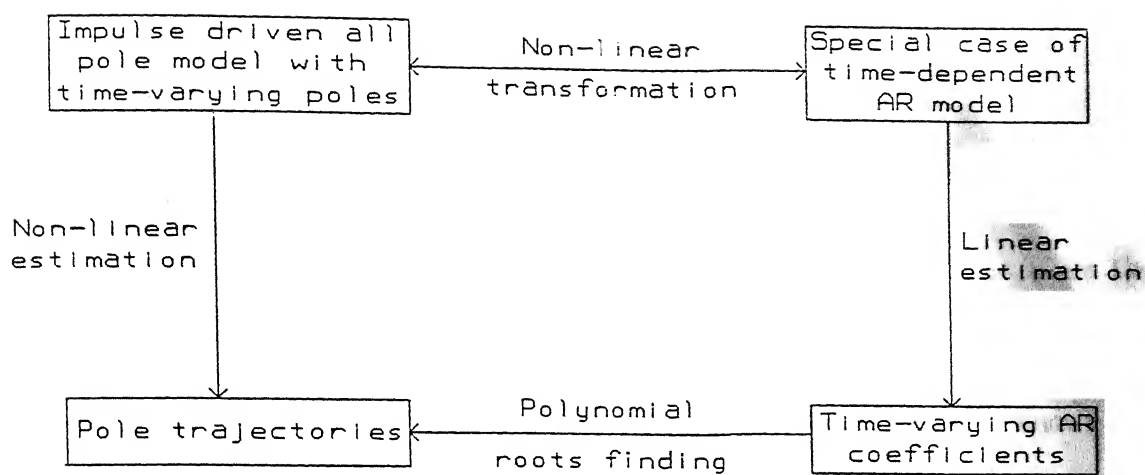 Impulse driven all
pole model with
time-varying poles
Non-linear
transformation
Special case of
time-dependent
AR model
Non-linear
estimation
Linear
estimation
Pole trajectories
Polynomial
roots finding
Time-varying AR
coefficients